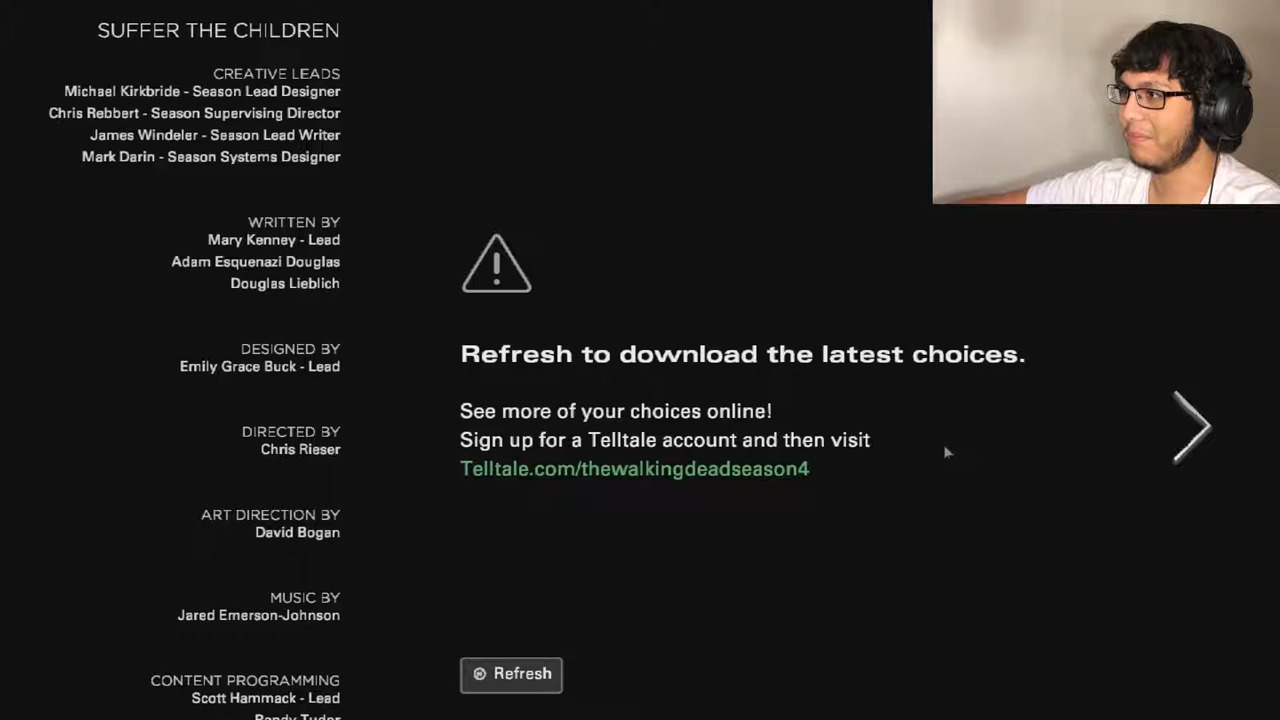 SUFFER THE CHILDREN
CREATIVE LEADS
Michael Kirkbride - Season Lead Designer
Chris Rebbert - Season Supervising Director
James Windeler - Season Lead Writer
Mark Darin - Season Systems Designer
WRITTEN BY
Mary Kenney - Lead
Adam Esquenazi Douglas
Douglas Lieblich
DESIGNED BY
Emily Grace Buck - Lead
DIRECTED BY
Chris Rieser
ART DIRECTION BY
David Bogan
MUSIC BY
Jared Emerson-Johnson
CONTENT PROGRAMMING
Scott Hammack - Lead
Randy Tudor
Refresh to download the latest choices.
See more of your choices online!
Sign up for a Telltale account and then visit
Telltale.com/thewalkingdeadseason4
Refresh